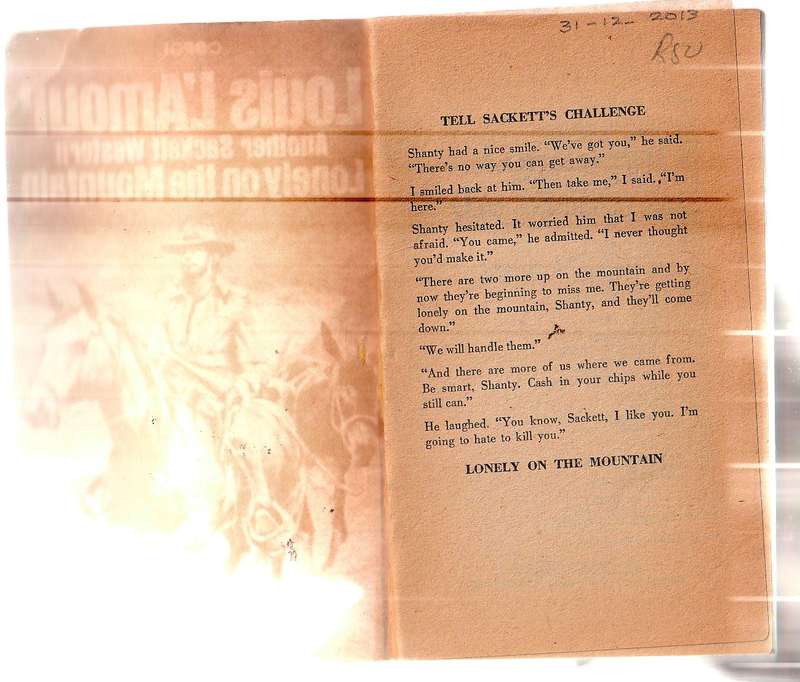 CORGI
LOUIS L'AMOUR
Another Sackett Western
Lonely on the Mountain
31-12-2013
TELL SACKETT'S CHALLENGE
Shanty had a nice smile. “We've got you,” he said.
“There's no way you can get away.”
I smiled back at him. “Then take me,” I said. “I'm
here.”
Shanty hesitated. It worried him that I was not
afraid. “You came,” he admitted. “I never thought
you'd make it.”
“There are two more up on the mountain and by
now they're beginning to miss me. They're getting
lonely on the mountain, Shanty, and they'll come
down.”
“We will handle them.”
“And there are more of us where we came from.
Be smart, Shanty. Cash in your chips while you
still can.”
He laughed. “You know, Sackett, I like you. I'm
going to hate to kill you.”
LONELY ON THE MOUNTAIN